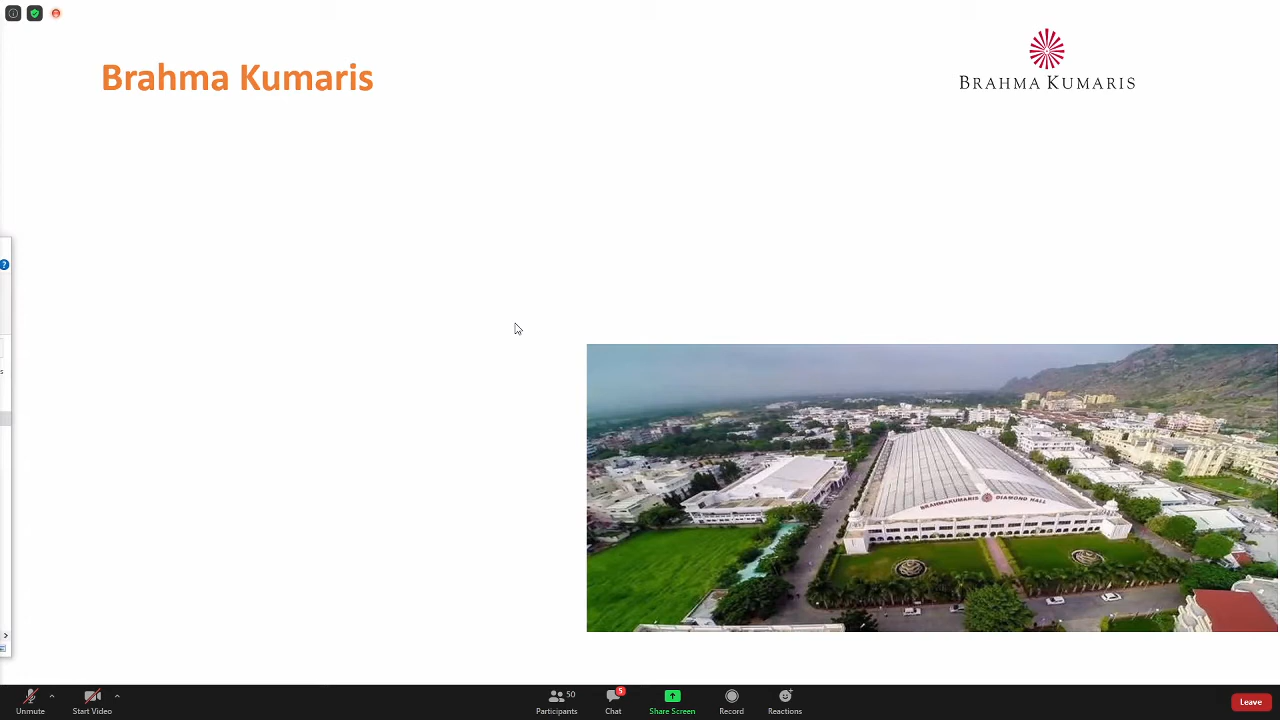 Brahma Kumaris
BRAHMA KUMARIS
?
s
BRAHMAKUMARIS DIAMOND HALL
Unmute
Start Video
50
Participants
5
Chat
Share Screen
Record
Reactions
Leave